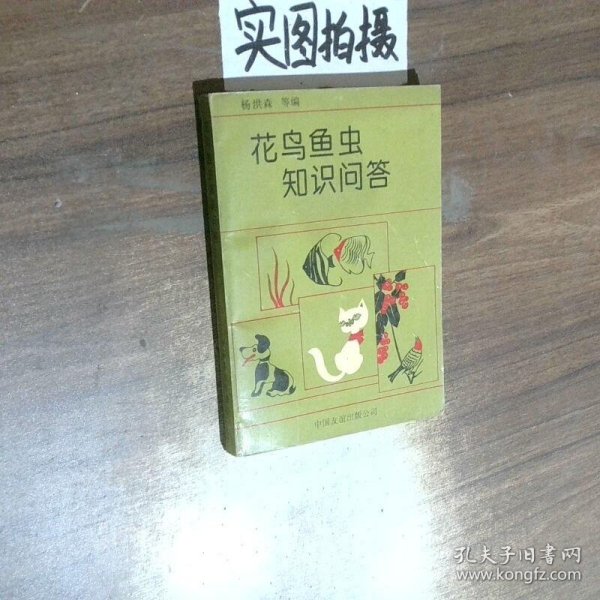 实图拍摄
杨洪森 等编
花鸟鱼虫
知识问答
中国友谊出版公司
孔夫子旧书网
www.kongfz.com